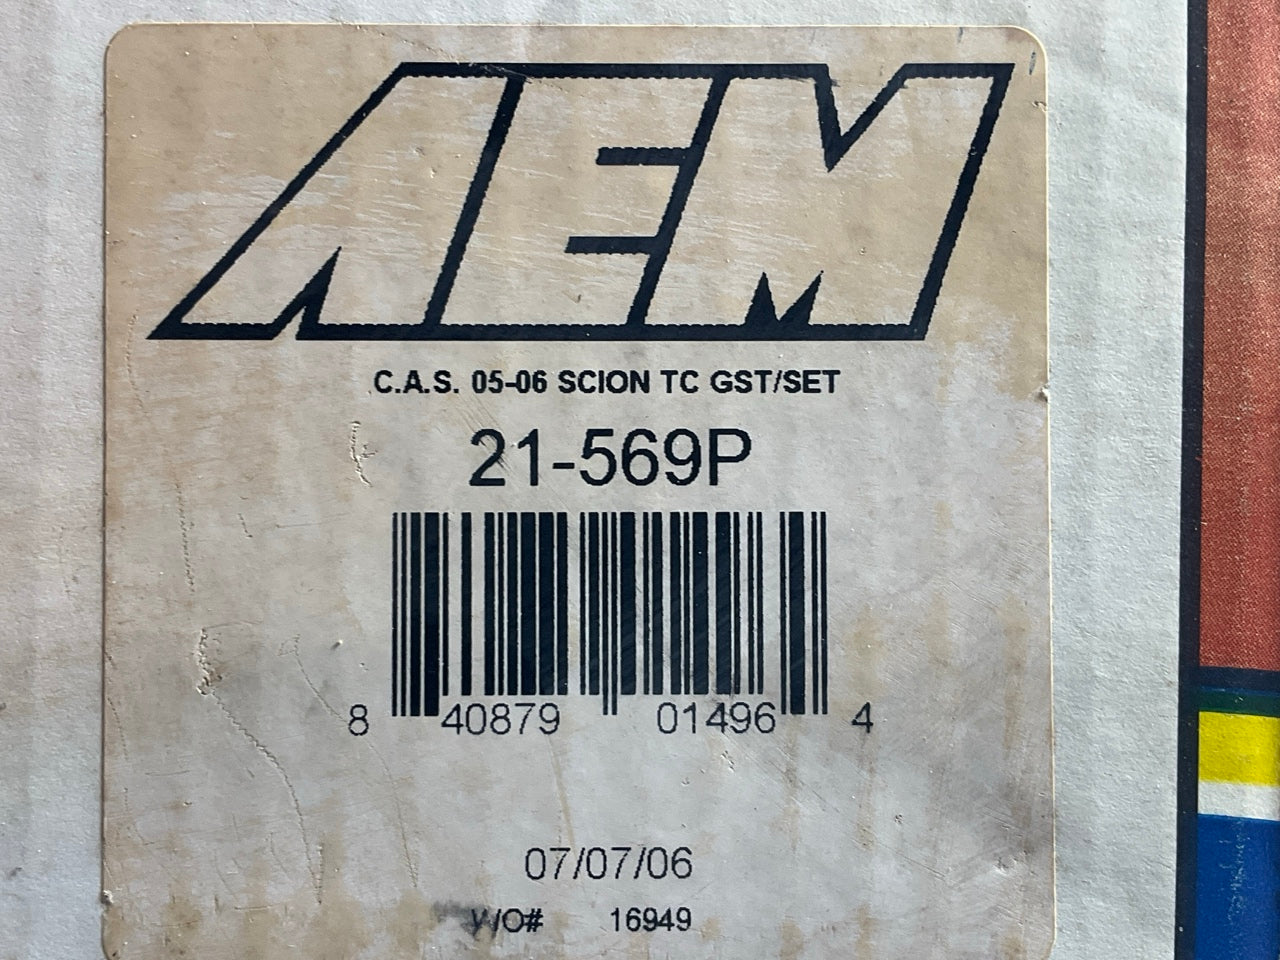 AEM
C.A.S. 05-06 SCION TC GST/SET
21-569P
8 40879 01496 4
07/07/06
W/O# 16949